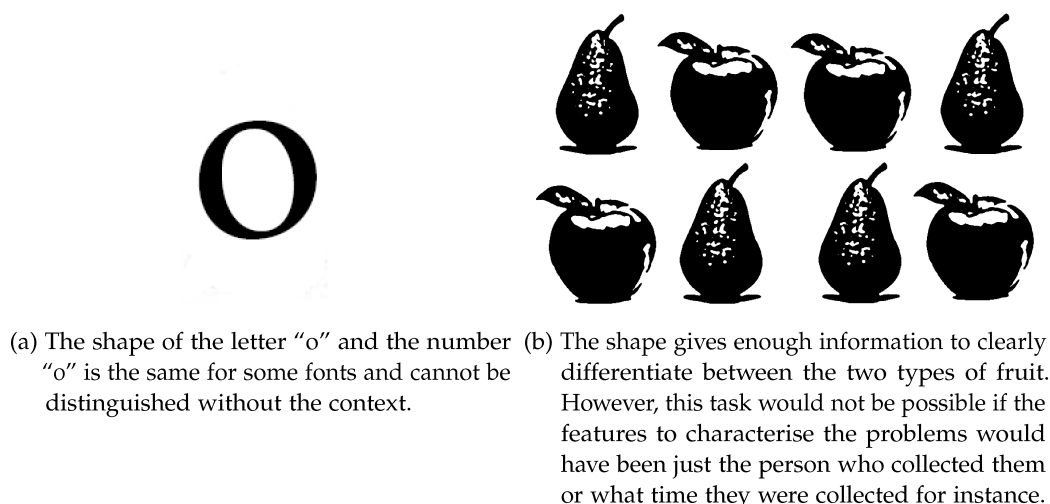 o
(a) The shape of the letter “o” and the number
“o” is the same for some fonts and cannot be
distinguished without the context.
(b) The shape gives enough information to clearly
differentiate between the two types of fruit.
However, this task would not be possible if the
features to characterise the problems would
have been just the person who collected them
or what time they were collected for instance.